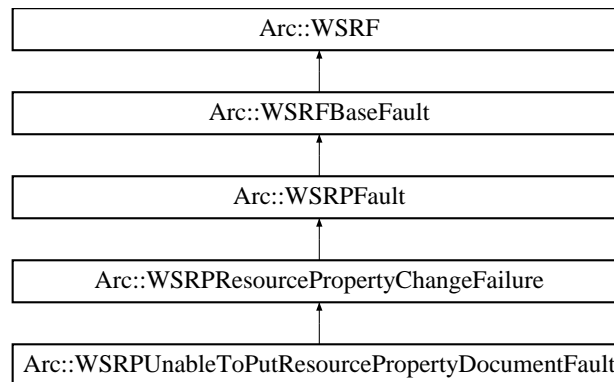 Arc::WSRF
Arc::WSRFBaseFault
Arc::WSRPFault
Arc::WSRPResourcePropertyChangeFailure
Arc::WSRPUnableToPutResourcePropertyDocumentFault